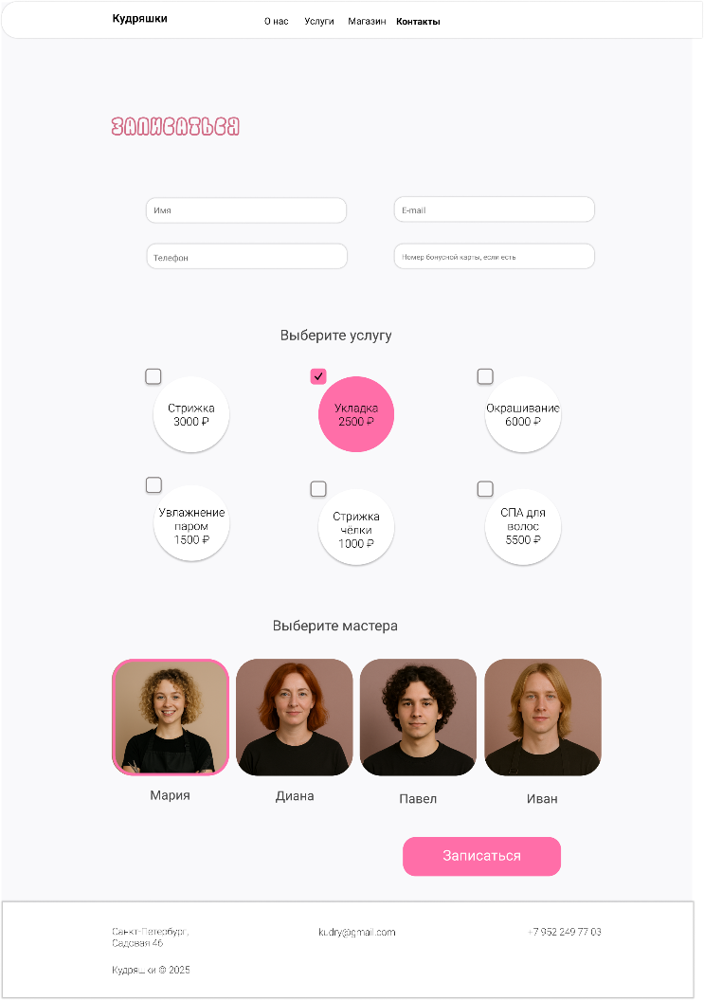 Кудряшки
О нас Услуги Магазин Контакты
ЗАПИСАТЬСЯ
Имя
E-mail
Телефон
Номер бонусной карты, если есть
Выберите услугу
Стрижка
3000 ₽
Укладка
2500 ₽
Окрашивание
6000 ₽
Увлажнение
паром
1500 ₽
Стрижка
чёлки
1000 ₽
СПА для
волос
5500 ₽
Выберите мастера
Мария
Диана
Павел
Иван
Записаться
Санкт-Петербург,
Садовая 46
kudry@gmail.com
+7 952 249 77 03
Кудряшки © 2025